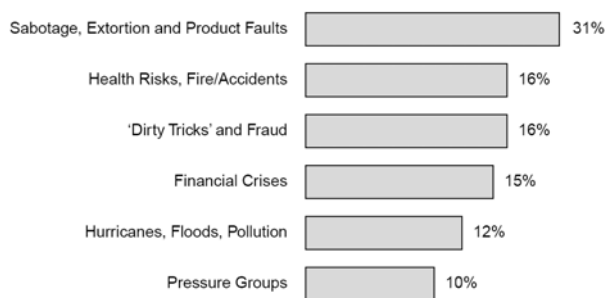 Sabotage, Extortion and Product Faults 31%
Health Risks, Fire/Accidents 16%
‘Dirty Tricks’ and Fraud 16%
Financial Crises 15%
Hurricanes, Floods, Pollution 12%
Pressure Groups 10%